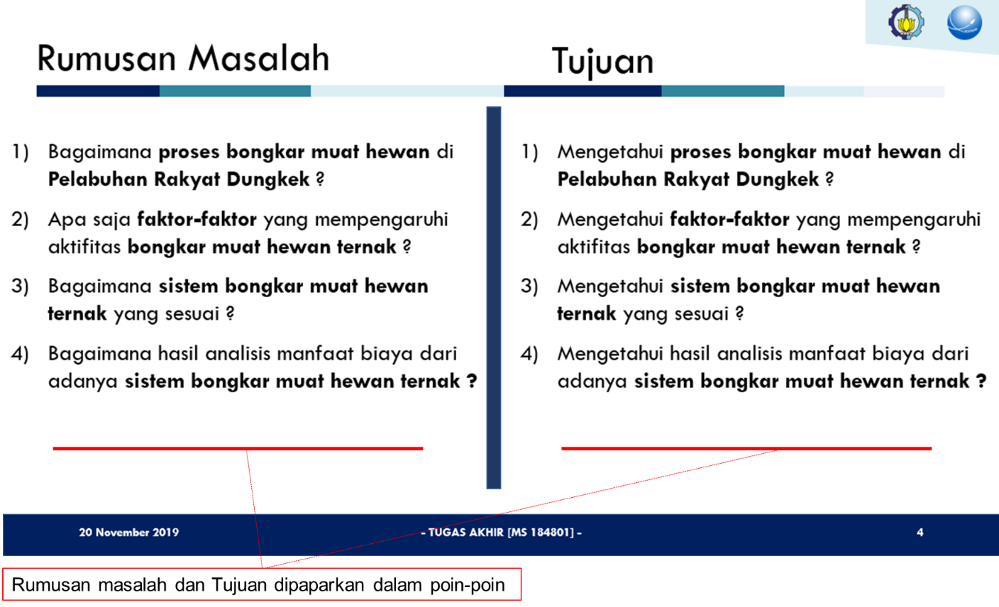 Rumusan Masalah
1) Bagaimana proses bongkar muat hewan di
Pelabuhan Rakyat Dungkek ?
2) Apa saja faktor-faktor yang mempengaruhi
aktifitas bongkar muat hewan ternak ?
3) Bagaimana sistem bongkar muat hewan
ternak yang sesuai ?
4) Bagaimana hasil analisis manfaat biaya dari
adanya sistem bongkar muat hewan ternak ?
Tujuan
1) Mengetahui proses bongkar muat hewan di
Pelabuhan Rakyat Dungkek ?
2) Mengetahui faktor-faktor yang mempengaruhi
aktifitas bongkar muat hewan ternak ?
3) Mengetahui sistem bongkar muat hewan
ternak yang sesuai ?
4) Mengetahui hasil analisis manfaat biaya dari
adanya sistem bongkar muat hewan ternak ?
20 November 2019
- TUGAS AKHIR [MS 184801] -
4
Rumusan masalah dan Tujuan dipaparkan dalam poin-poin